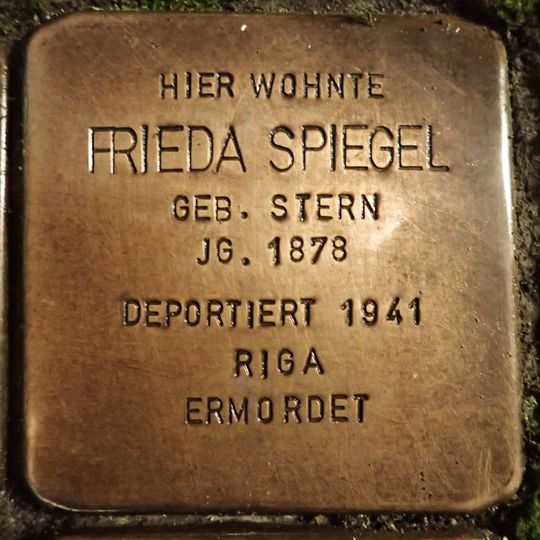 HIER WOHNTE
FRIEDA SPIEGEL
GEB. STERN
JG. 1878
DEPORTIERT 1941
RIGA
ERMORDET